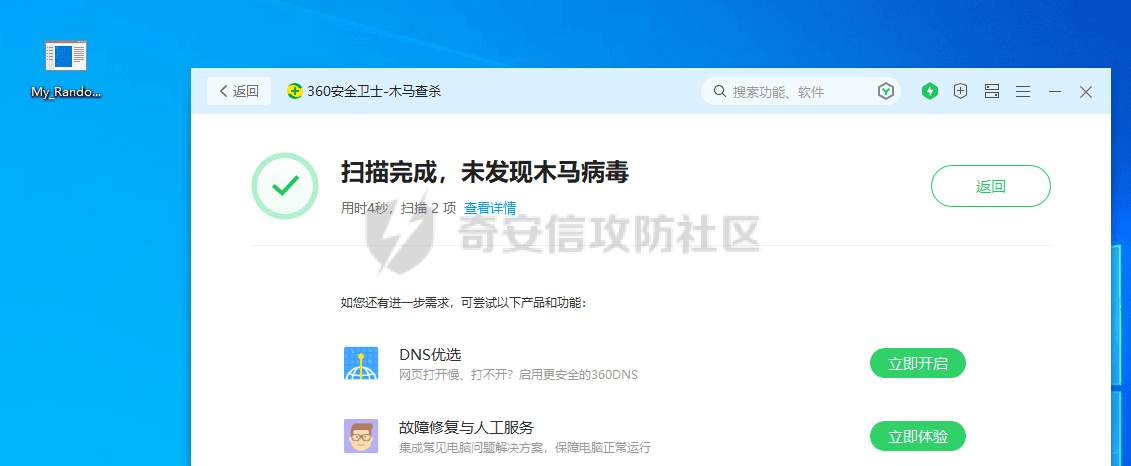 My_Rando...
返回
360安全卫士-木马查杀
搜索功能、软件
扫描完成，未发现木马病毒
用时4秒，扫描 2 项 查看详情
返回
奇安信攻防社区
如您还有进一步需求，可尝试以下产品和功能：
DNS优选
网页打开慢、打不开？启用更安全的360DNS
立即开启
故障修复与人工服务
集成常见电脑问题解决方案，保障电脑正常运行
立即体验